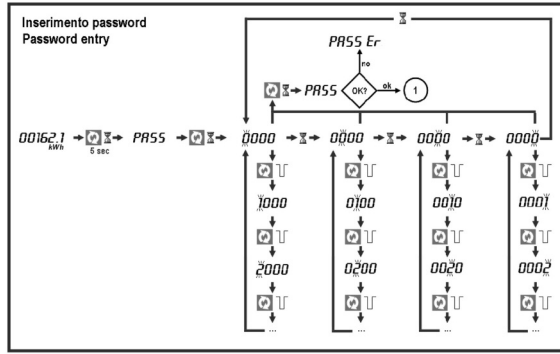 Inserimento password
Password entry
PASS Er
no
PASS
OK?
ok
1
00162.1
kWh
5 sec
PASS
0000
0000
0000
0000
1000
0100
0010
0001
2000
0200
0020
0002
...
...
...
...